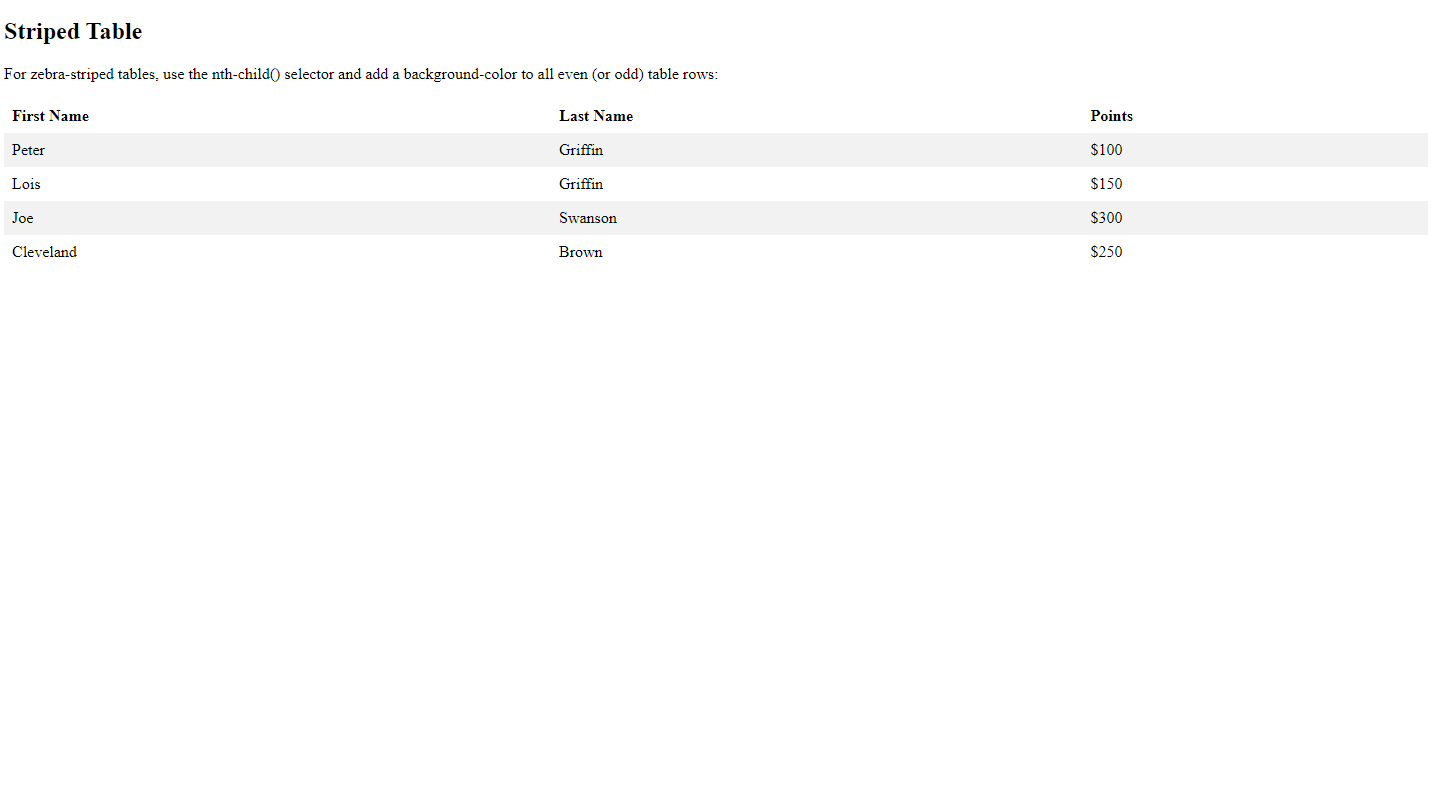 Striped Table
For zebra-striped tables, use the nth-child() selector and add a background-color to all even (or odd) table rows:
First Name Last Name Points
Peter Griffin $100
Lois Griffin $150
Joe Swanson $300
Cleveland Brown $250